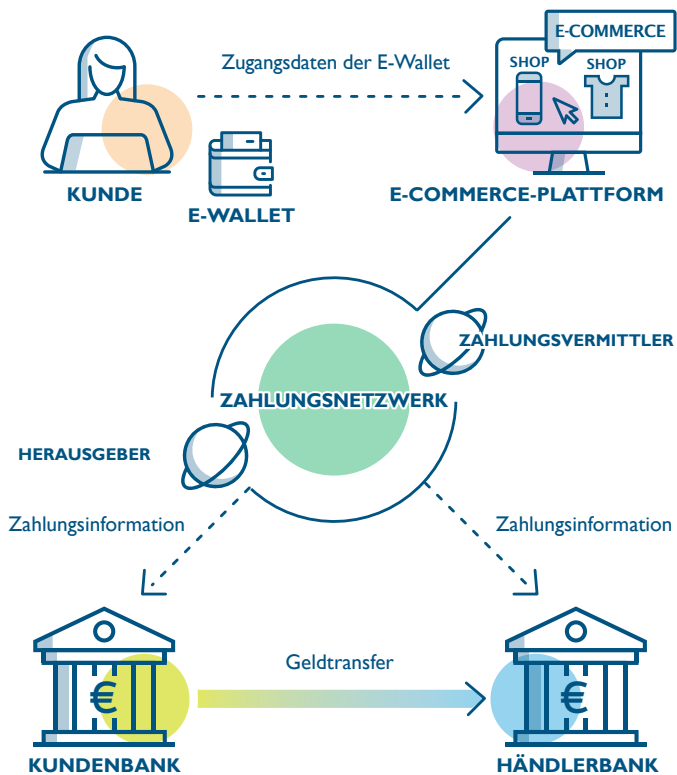 E-COMMERCE
Zugangsdaten der E-Wallet
SHOP
SHOP
KUNDE
E-WALLET
E-COMMERCE-PLATTFORM
ZAHLUNGSVERMITTLER
ZAHLUNGSNETZWERK
HERAUSGEBER
Zahlungsinformation
Zahlungsinformation
€
Geldtransfer
€
KUNDENBANK
HÄNDLERBANK